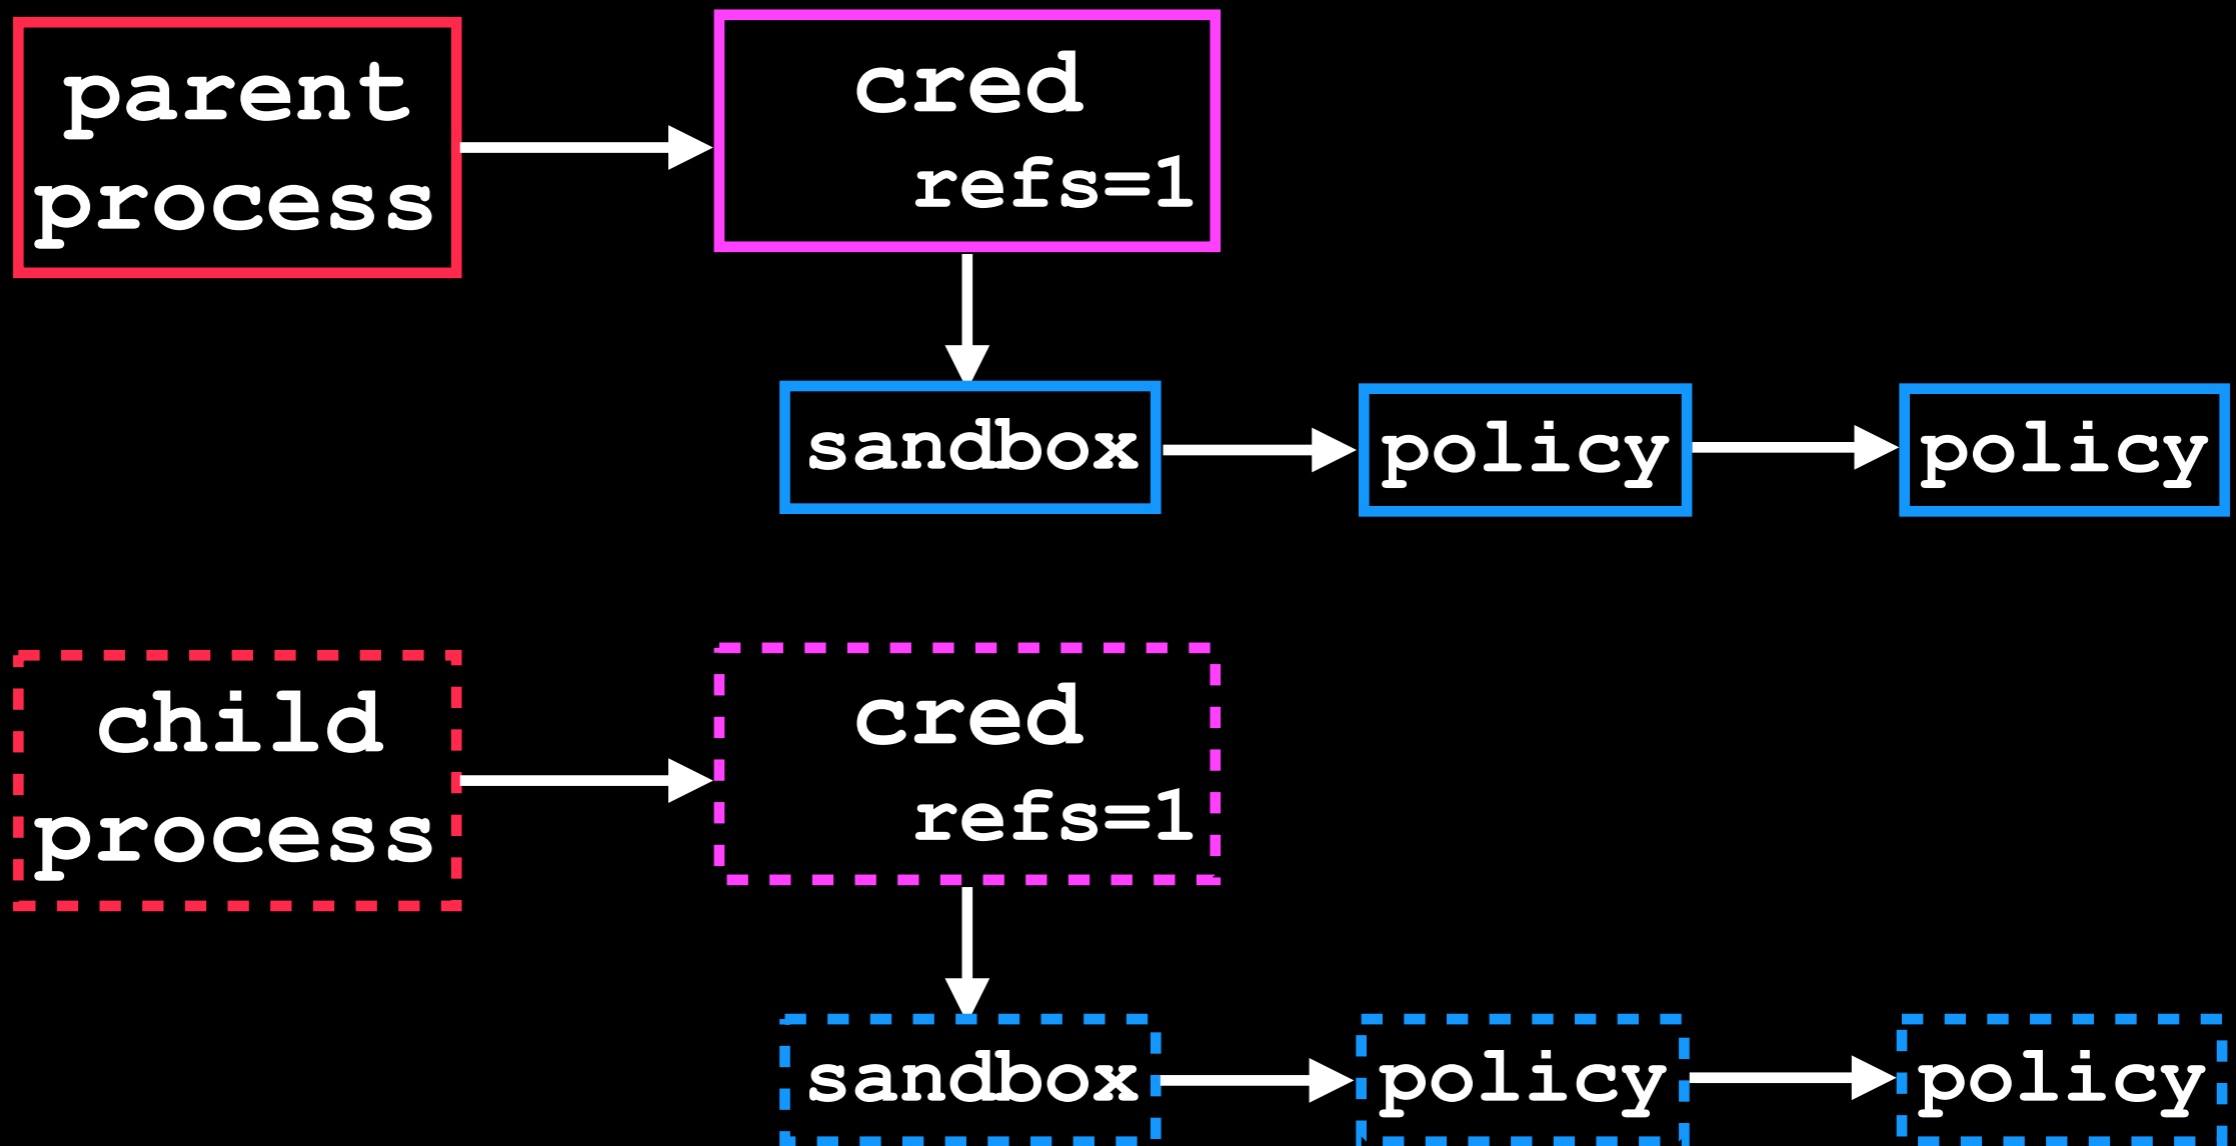 parent
process
cred
refs=1
sandbox
policy
policy
child
process
cred
refs=1
sandbox
policy
policy